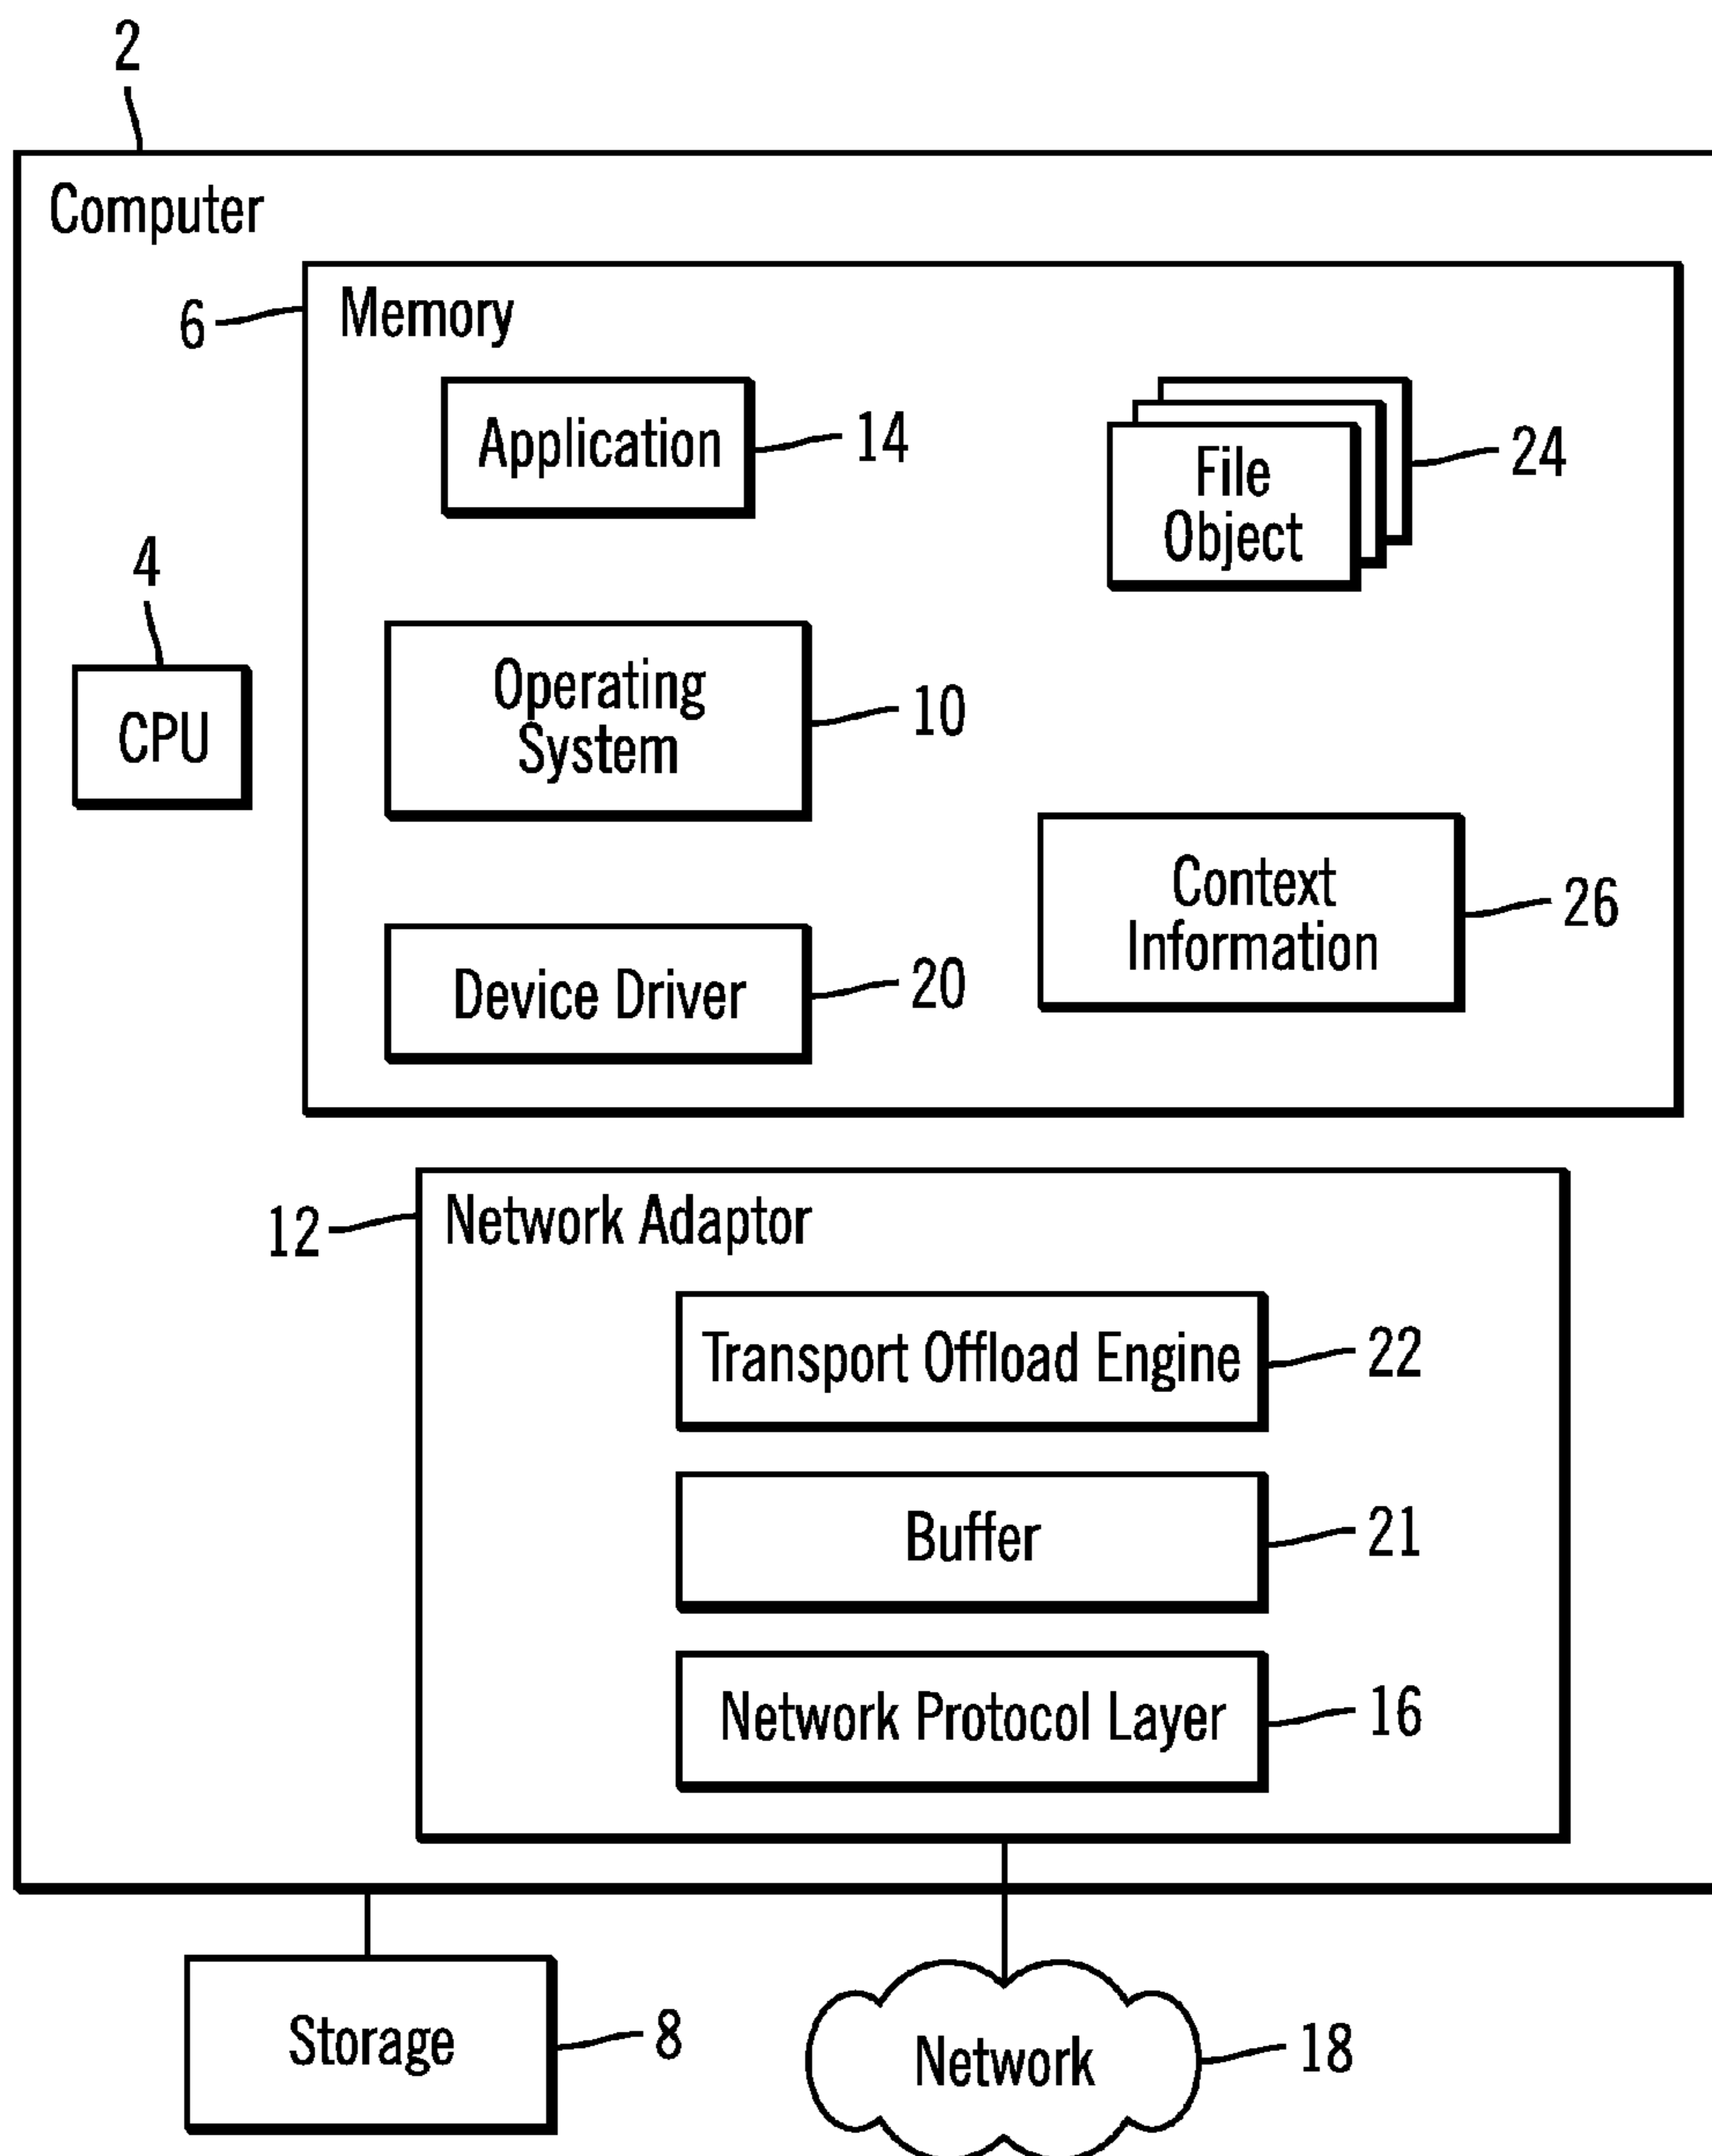 2
Computer
6
Memory
Application
14
File
Object
24
4
CPU
Operating
System
10
Context
Information
26
Device Driver
20
12
Network Adaptor
Transport Offload Engine
22
Buffer
21
Network Protocol Layer
16
Storage
8
Network
18